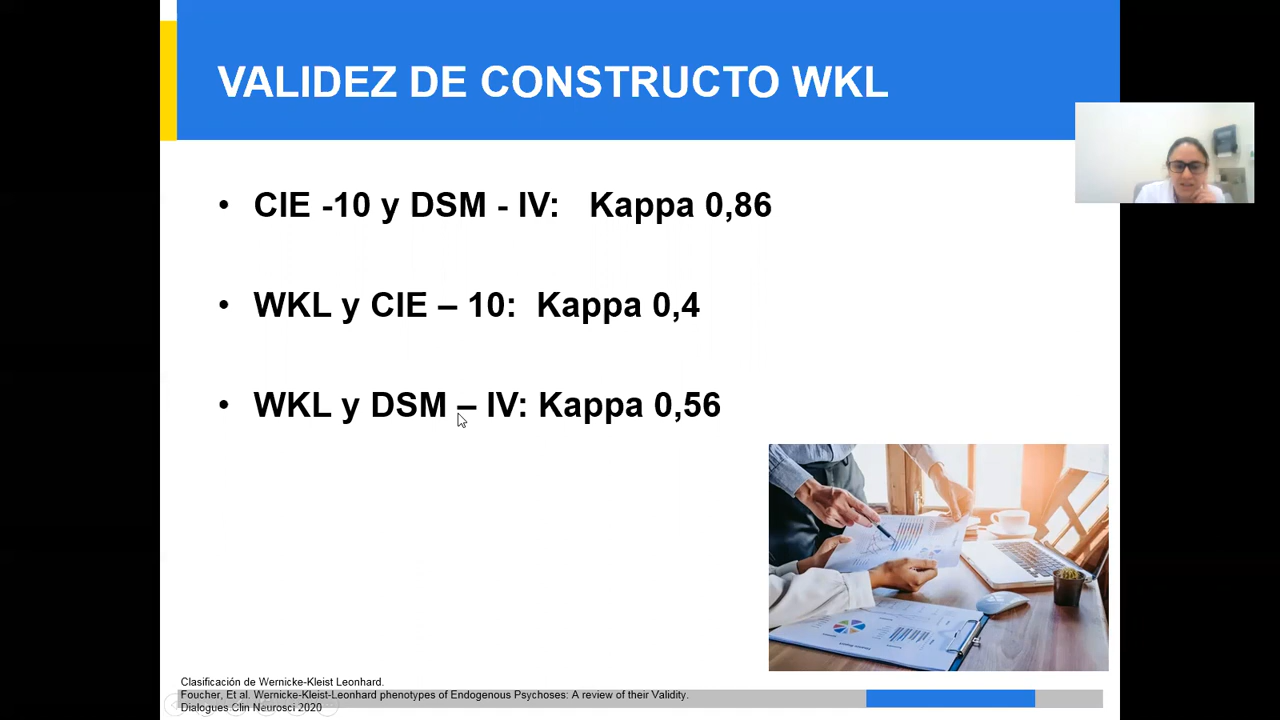 VALIDEZ DE CONSTRUCTO WKL
• CIE -10 y DSM - IV:   Kappa 0,86
• WKL y CIE – 10:  Kappa 0,4
• WKL y DSM – IV: Kappa 0,56
Clasificación de Wernicke-Kleist Leonhard.
Foucher, Et al. Wernicke-Kleist-Leonhard phenotypes of Endogenous Psychoses: A review of their Validity.
Dialogues Clin Neurosci 2020